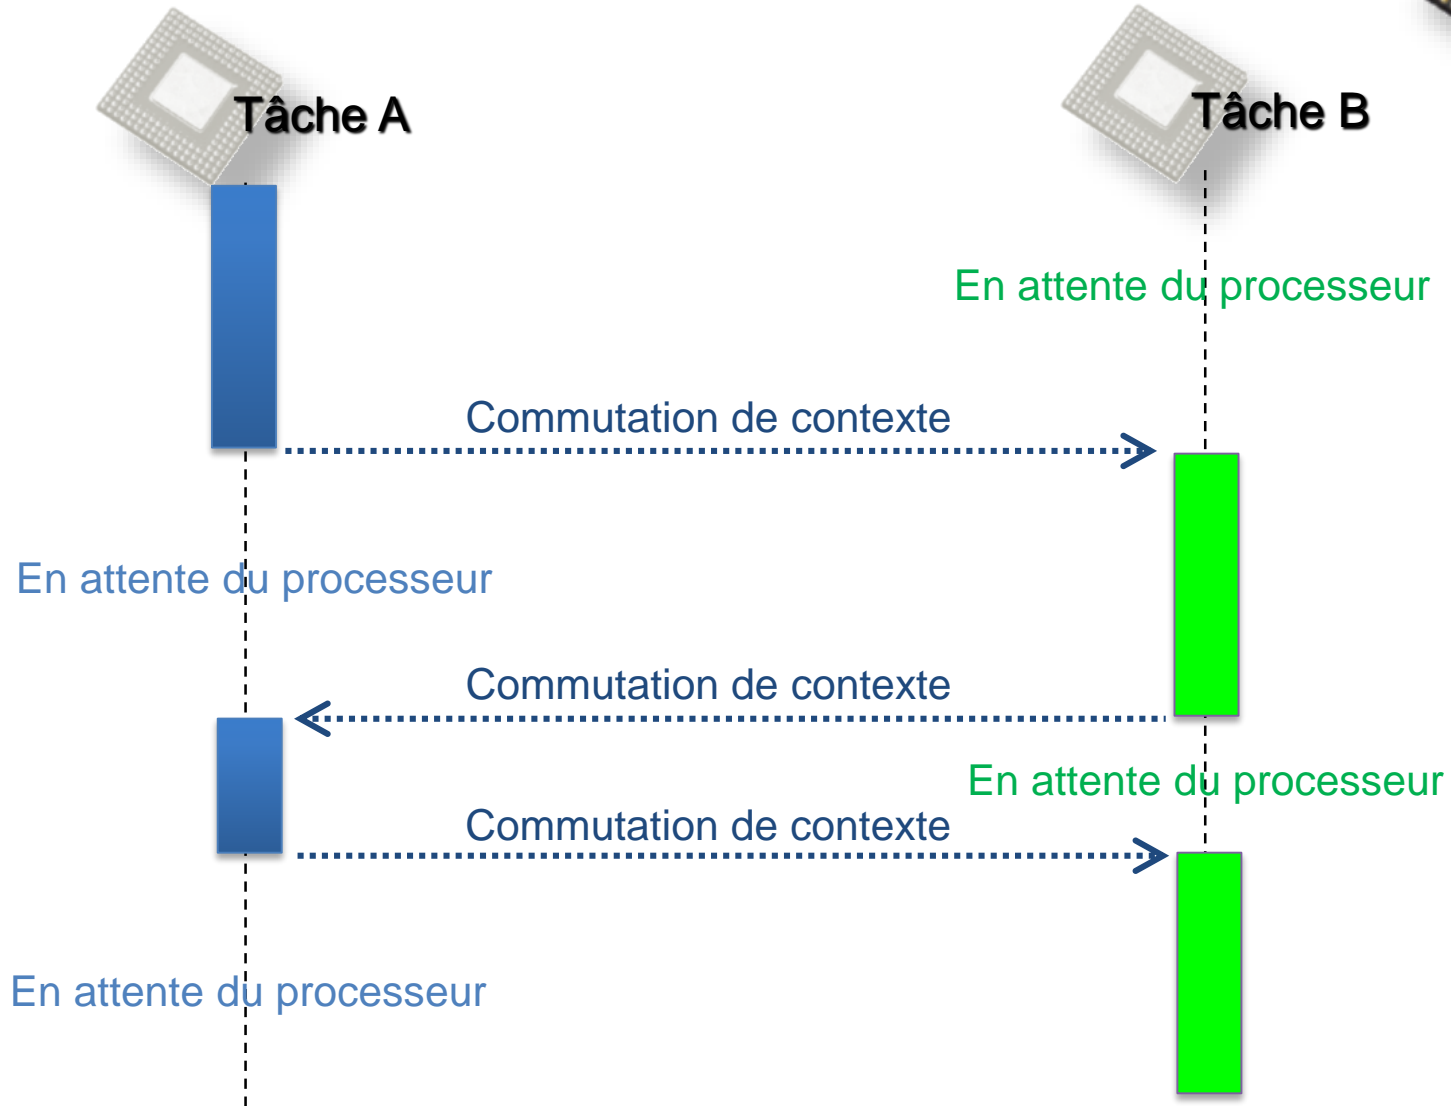 Tâche A
Tâche B
En attente du processeur
Commutation de contexte
En attente du processeur
Commutation de contexte
En attente du processeur
Commutation de contexte
En attente du processeur